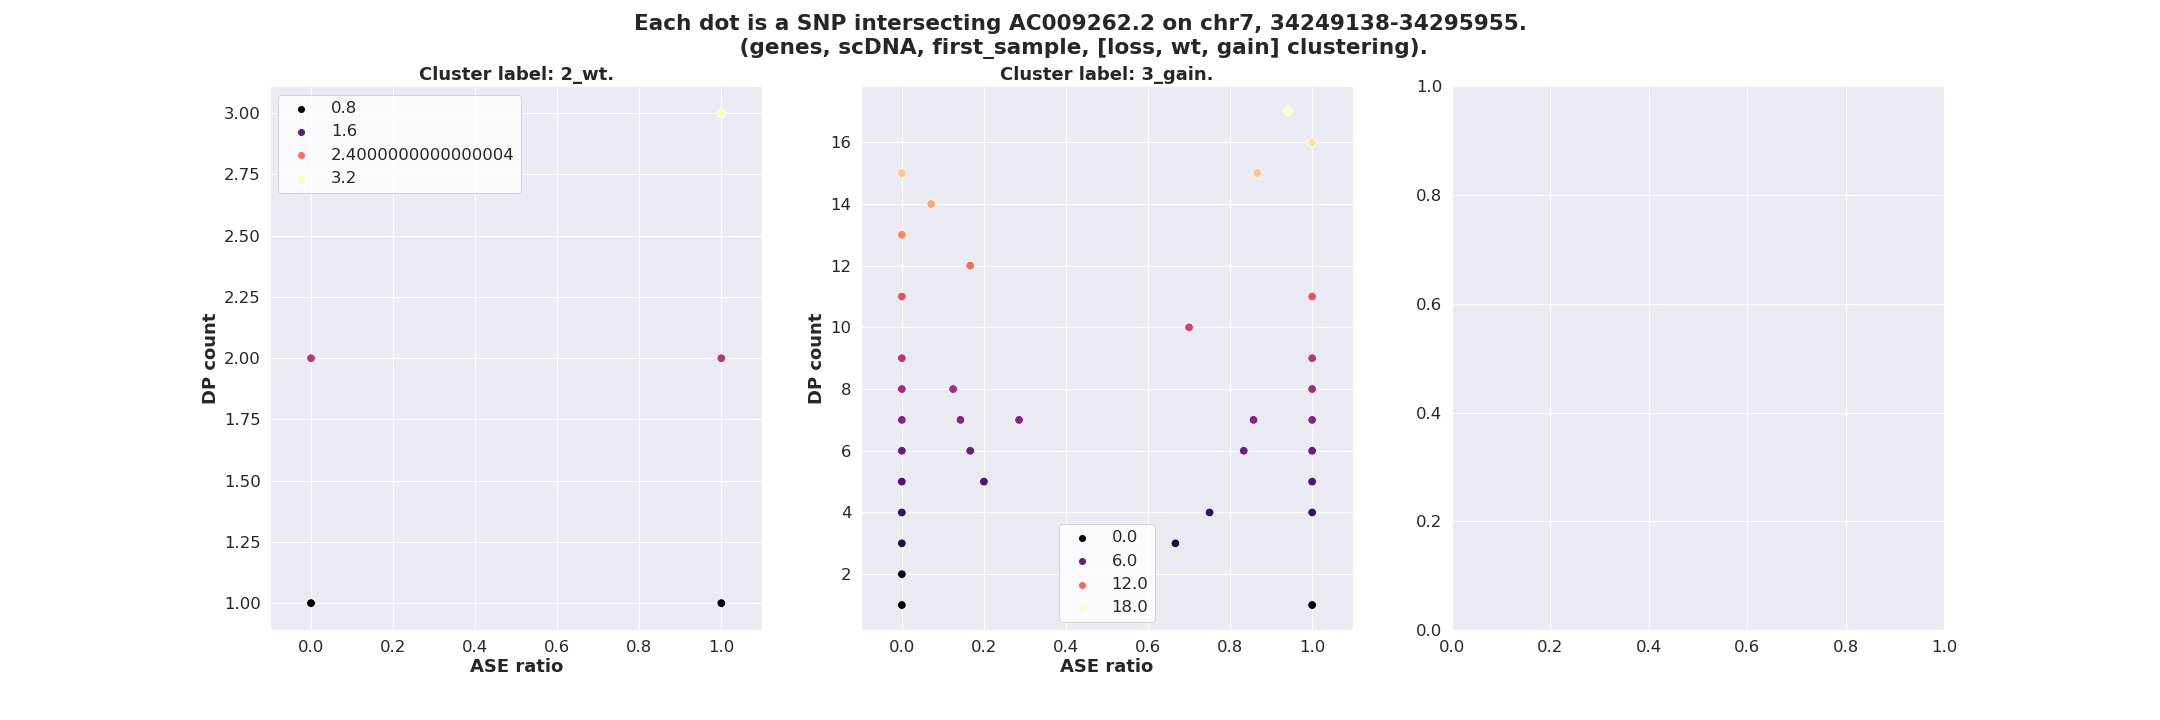 Each dot is a SNP intersecting AC009262.2 on chr7, 34249138-34295955.
(genes, scDNA, first_sample, [loss, wt, gain] clustering).
Cluster label: 2_wt.
3.00
2.75
2.50
2.25
2.00
1.75
1.50
1.25
1.00
DP count
0.8
1.6
2.4000000000000004
3.2
0.0 0.2 0.4 0.6 0.8 1.0
ASE ratio
Cluster label: 3_gain.
16
14
12
10
8
6
4
2
DP count
0.0
6.0
12.0
18.0
0.0 0.2 0.4 0.6 0.8 1.0
ASE ratio
1.0
0.8
0.6
0.4
0.2
0.0
0.0 0.2 0.4 0.6 0.8 1.0